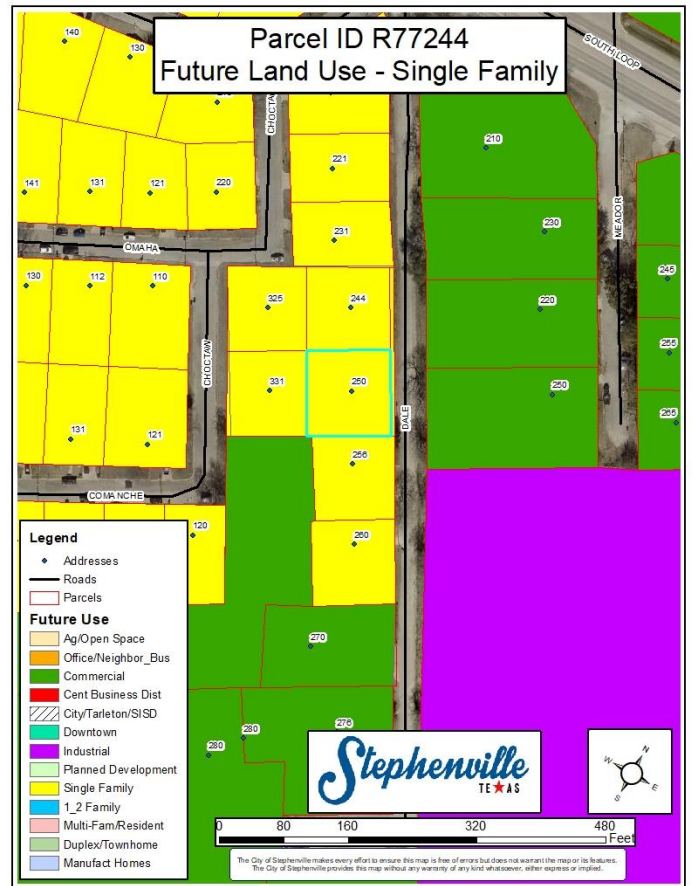 Parcel ID R77244
Future Land Use - Single Family
SOUTH LOOP
140
130
CHOCTAW
210
221
141
131
121
220
231
230
MEADOR
OMAHA
130
112
110
325
244
220
245
CHOCTAW
331
250
DALE
250
255
265
131
121
256
COMANCHE
120
260
270
280
280
276
Legend
Addresses
Roads
Parcels
Future Use
Ag/Open Space
Office/Neighbor_Bus
Commercial
Cent Business Dist
City/Tarleton/SISD
Downtown
Industrial
Planned Development
Single Family
1_2 Family
Multi-Fam/Resident
Duplex/Townhome
Manufact Homes
Stephenville
TEXAS
N
W
E
S
0 80 160 320 480
Feet
The City of Stephenville makes every effort to ensure this map is free of errors but does not warrant the map or its features.
The City of Stephenville provides this map without any warranty of any kind whatsoever, either express or implied.